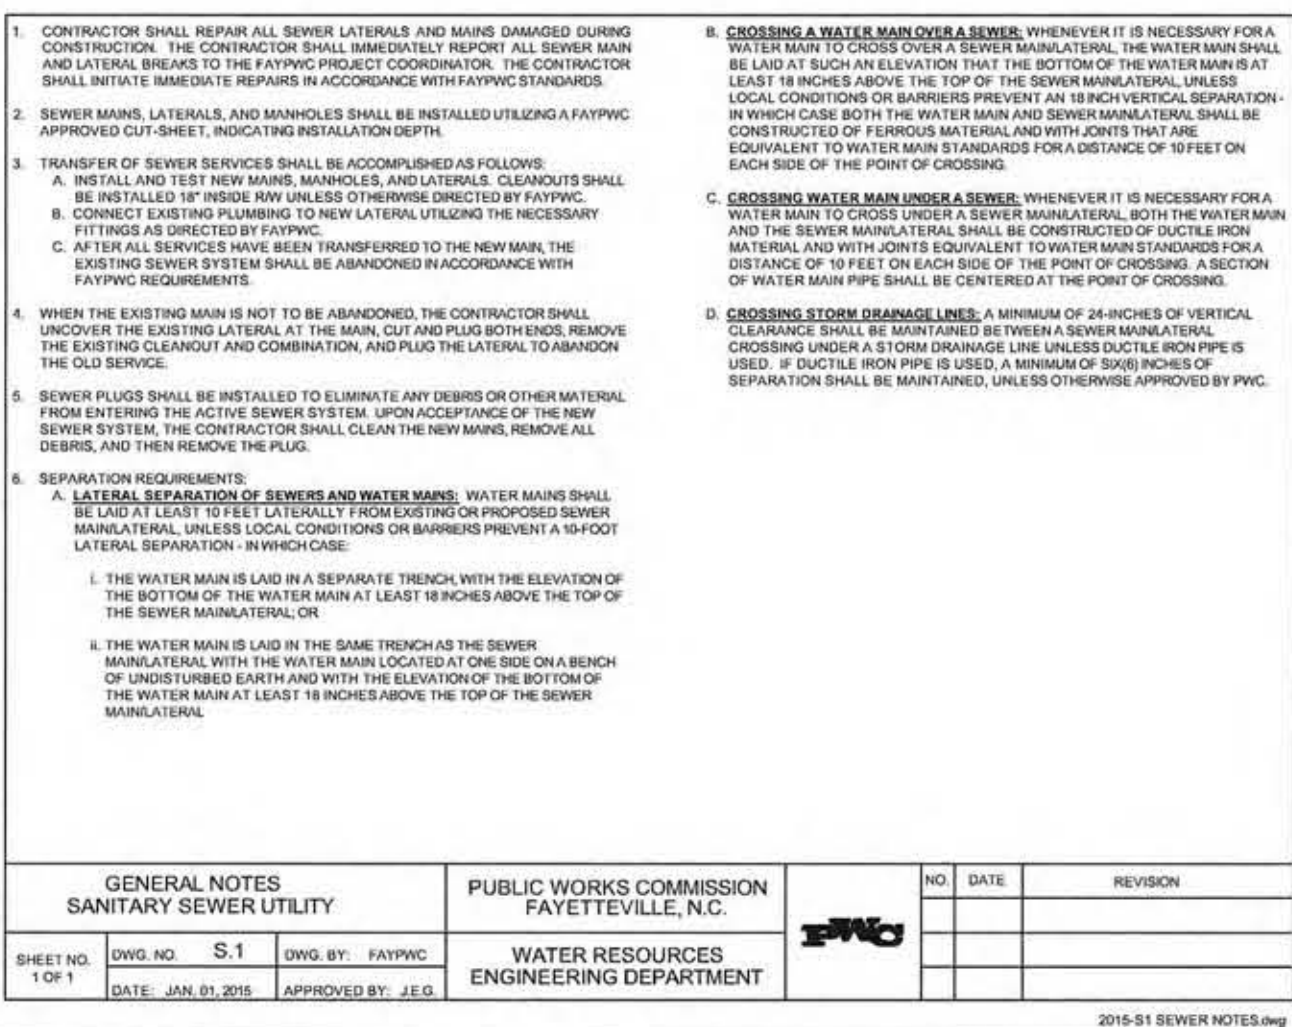 1. CONTRACTOR SHALL REPAIR ALL SEWER LATERALS AND MAINS DAMAGED DURING
CONSTRUCTION. THE CONTRACTOR SHALL IMMEDIATELY REPORT ALL SEWER MAIN
AND LATERAL BREAKS TO THE FAYPWC PROJECT COORDINATOR. THE CONTRACTOR
SHALL INITIATE IMMEDIATE REPAIRS IN ACCORDANCE WITH FAYPWC STANDARDS.
2. SEWER MAINS, LATERALS, AND MANHOLES SHALL BE INSTALLED UTILIZING A FAYPWC
APPROVED CUT-SHEET, INDICATING INSTALLATION DEPTH.
3. TRANSFER OF SEWER SERVICES SHALL BE ACCOMPLISHED AS FOLLOWS:
A. INSTALL AND TEST NEW MAINS, MANHOLES, AND LATERALS. CLEANOUTS SHALL
BE INSTALLED 18" INSIDE R/W UNLESS OTHERWISE DIRECTED BY FAYPWC.
B. CONNECT EXISTING PLUMBING TO NEW LATERAL UTILIZING THE NECESSARY
FITTINGS AS DIRECTED BY FAYPWC.
C. AFTER ALL SERVICES HAVE BEEN TRANSFERRED TO THE NEW MAIN, THE
EXISTING SEWER SYSTEM SHALL BE ABANDONED IN ACCORDANCE WITH
FAYPWC REQUIREMENTS.
4. WHEN THE EXISTING MAIN IS NOT TO BE ABANDONED, THE CONTRACTOR SHALL
UNCOVER THE EXISTING LATERAL AT THE MAIN, CUT AND PLUG BOTH ENDS, REMOVE
THE EXISTING CLEANOUT AND COMBINATION, AND PLUG THE LATERAL TO ABANDON
THE OLD SERVICE.
5. SEWER PLUGS SHALL BE INSTALLED TO ELIMINATE ANY DEBRIS OR OTHER MATERIAL
FROM ENTERING THE ACTIVE SEWER SYSTEM. UPON ACCEPTANCE OF THE NEW
SEWER SYSTEM, THE CONTRACTOR SHALL CLEAN THE NEW MAINS, REMOVE ALL
DEBRIS, AND THEN REMOVE THE PLUG.
6. SEPARATION REQUIREMENTS:
A. LATERAL SEPARATION OF SEWERS AND WATER MAINS: WATER MAINS SHALL
BE LAID AT LEAST 10 FEET LATERALLY FROM EXISTING OR PROPOSED SEWER
MAIN/LATERAL, UNLESS LOCAL CONDITIONS OR BARRIERS PREVENT A 10-FOOT
LATERAL SEPARATION - IN WHICH CASE:
i. THE WATER MAIN IS LAID IN A SEPARATE TRENCH, WITH THE ELEVATION OF
THE BOTTOM OF THE WATER MAIN AT LEAST 18 INCHES ABOVE THE TOP OF
THE SEWER MAIN/LATERAL; OR
ii. THE WATER MAIN IS LAID IN THE SAME TRENCH AS THE SEWER
MAIN/LATERAL WITH THE WATER MAIN LOCATED AT ONE SIDE ON A BENCH
OF UNDISTURBED EARTH AND WITH THE ELEVATION OF THE BOTTOM OF
THE WATER MAIN AT LEAST 18 INCHES ABOVE THE TOP OF THE SEWER
MAIN/LATERAL
B. CROSSING A WATER MAIN OVER A SEWER: WHENEVER IT IS NECESSARY FOR A
WATER MAIN TO CROSS OVER A SEWER MAIN/LATERAL, THE WATER MAIN SHALL
BE LAID AT SUCH AN ELEVATION THAT THE BOTTOM OF THE WATER MAIN IS AT
LEAST 18 INCHES ABOVE THE TOP OF THE SEWER MAIN/LATERAL, UNLESS
LOCAL CONDITIONS OR BARRIERS PREVENT AN 18 INCH VERTICAL SEPARATION -
IN WHICH CASE BOTH THE WATER MAIN AND SEWER MAIN/LATERAL SHALL BE
CONSTRUCTED OF FERROUS MATERIAL AND WITH JOINTS THAT ARE
EQUIVALENT TO WATER MAIN STANDARDS FOR A DISTANCE OF 10 FEET ON
EACH SIDE OF THE POINT OF CROSSING.
C. CROSSING WATER MAIN UNDER A SEWER: WHENEVER IT IS NECESSARY FOR A
WATER MAIN TO CROSS UNDER A SEWER MAIN/LATERAL, BOTH THE WATER MAIN
AND THE SEWER MAIN/LATERAL SHALL BE CONSTRUCTED OF DUCTILE IRON
MATERIAL AND WITH JOINTS EQUIVALENT TO WATER MAIN STANDARDS FOR A
DISTANCE OF 10 FEET ON EACH SIDE OF THE POINT OF CROSSING. A SECTION
OF WATER MAIN PIPE SHALL BE CENTERED AT THE POINT OF CROSSING.
D. CROSSING STORM DRAINAGE LINES: A MINIMUM OF 24-INCHES OF VERTICAL
CLEARANCE SHALL BE MAINTAINED BETWEEN A SEWER MAIN/LATERAL
CROSSING UNDER A STORM DRAINAGE LINE UNLESS DUCTILE IRON PIPE IS
USED. IF DUCTILE IRON PIPE IS USED, A MINIMUM OF SIX(6) INCHES OF
SEPARATION SHALL BE MAINTAINED, UNLESS OTHERWISE APPROVED BY PWC.
GENERAL NOTES
SANITARY SEWER UTILITY
SHEET NO.
1 OF 1
DWG. NO. S.1
DWG. BY: FAYPWC
DATE: JAN. 01, 2015
APPROVED BY: J.E.G.
PUBLIC WORKS COMMISSION
FAYETTEVILLE, N.C.
WATER RESOURCES
ENGINEERING DEPARTMENT
PWC
NO. DATE REVISION
2015-S1 SEWER NOTES.dwg